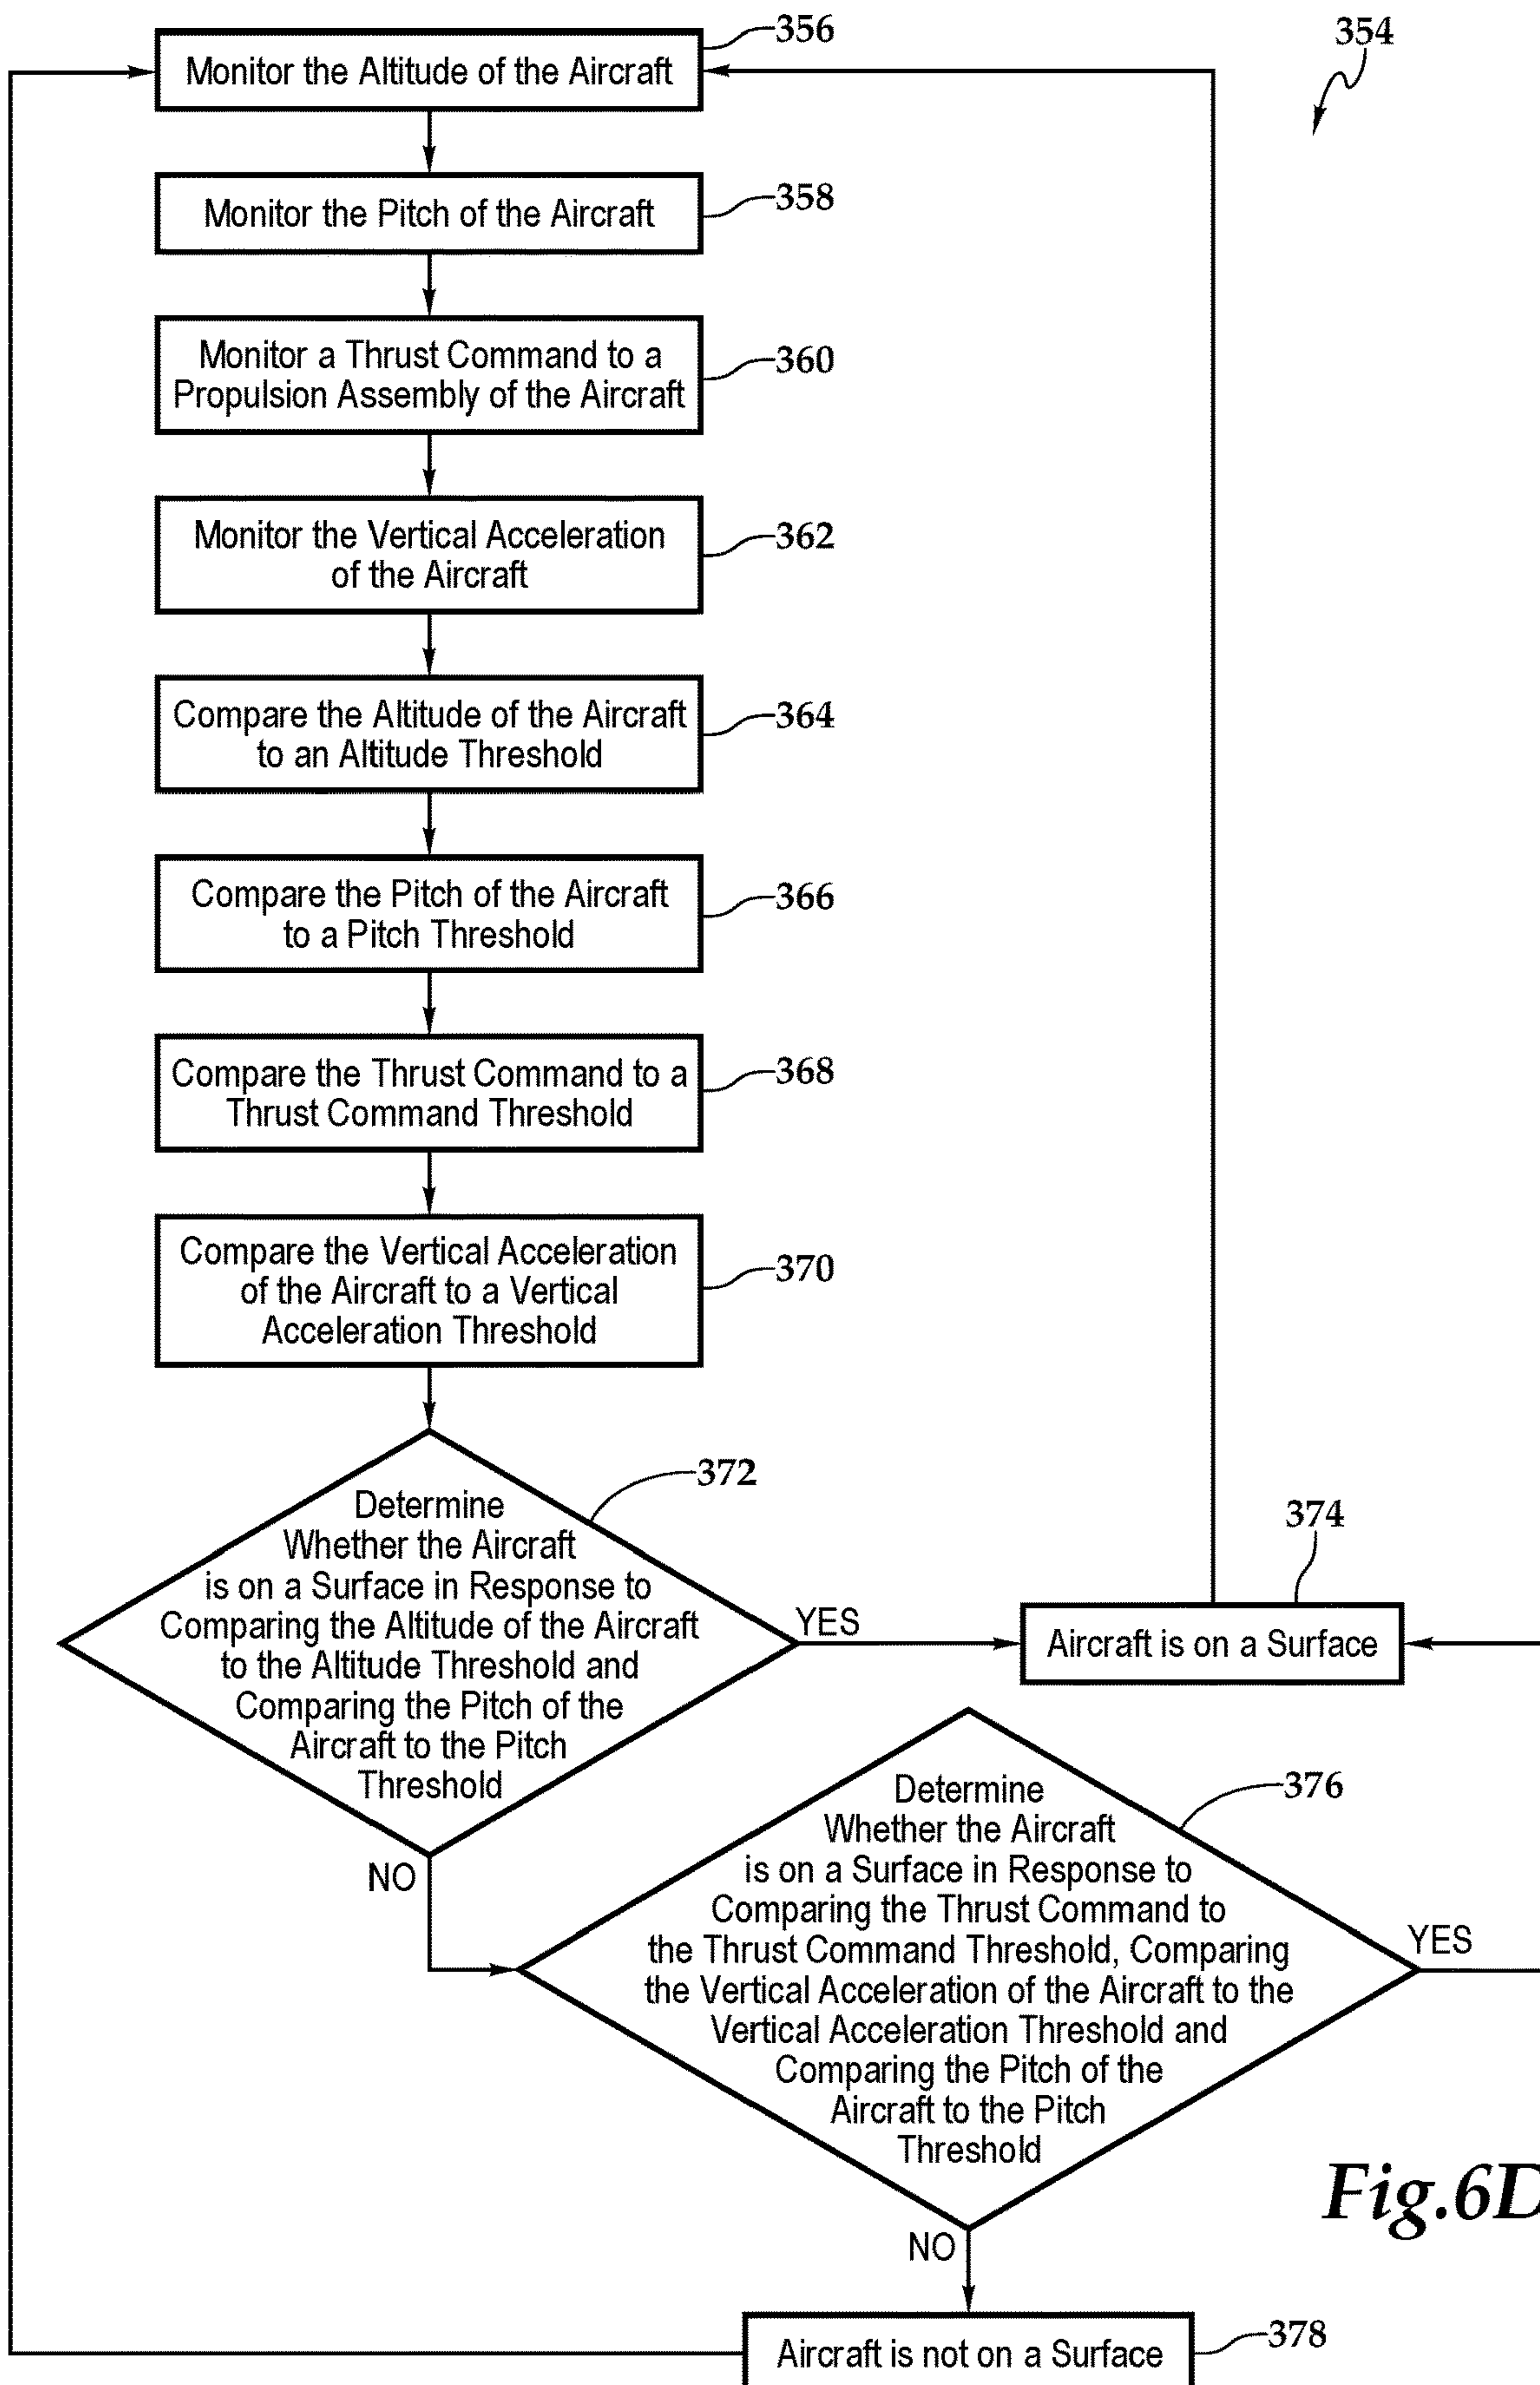 356
354
Monitor the Altitude of the Aircraft
358
Monitor the Pitch of the Aircraft
360
Monitor a Thrust Command to a
Propulsion Assembly of the Aircraft
362
Monitor the Vertical Acceleration
of the Aircraft
364
Compare the Altitude of the Aircraft
to an Altitude Threshold
366
Compare the Pitch of the Aircraft
to a Pitch Threshold
368
Compare the Thrust Command to a
Thrust Command Threshold
370
Compare the Vertical Acceleration
of the Aircraft to a Vertical
Acceleration Threshold
372
Determine
Whether the Aircraft
is on a Surface in Response to
Comparing the Altitude of the Aircraft
to the Altitude Threshold and
Comparing the Pitch of the
Aircraft to the Pitch
Threshold
YES
374
Aircraft is on a Surface
NO
376
Determine
Whether the Aircraft
is on a Surface in Response to
Comparing the Thrust Command to
the Thrust Command Threshold, Comparing
the Vertical Acceleration of the Aircraft to the
Vertical Acceleration Threshold and
Comparing the Pitch of the
Aircraft to the Pitch
Threshold
YES
NO
Fig.6D
378
Aircraft is not on a Surface